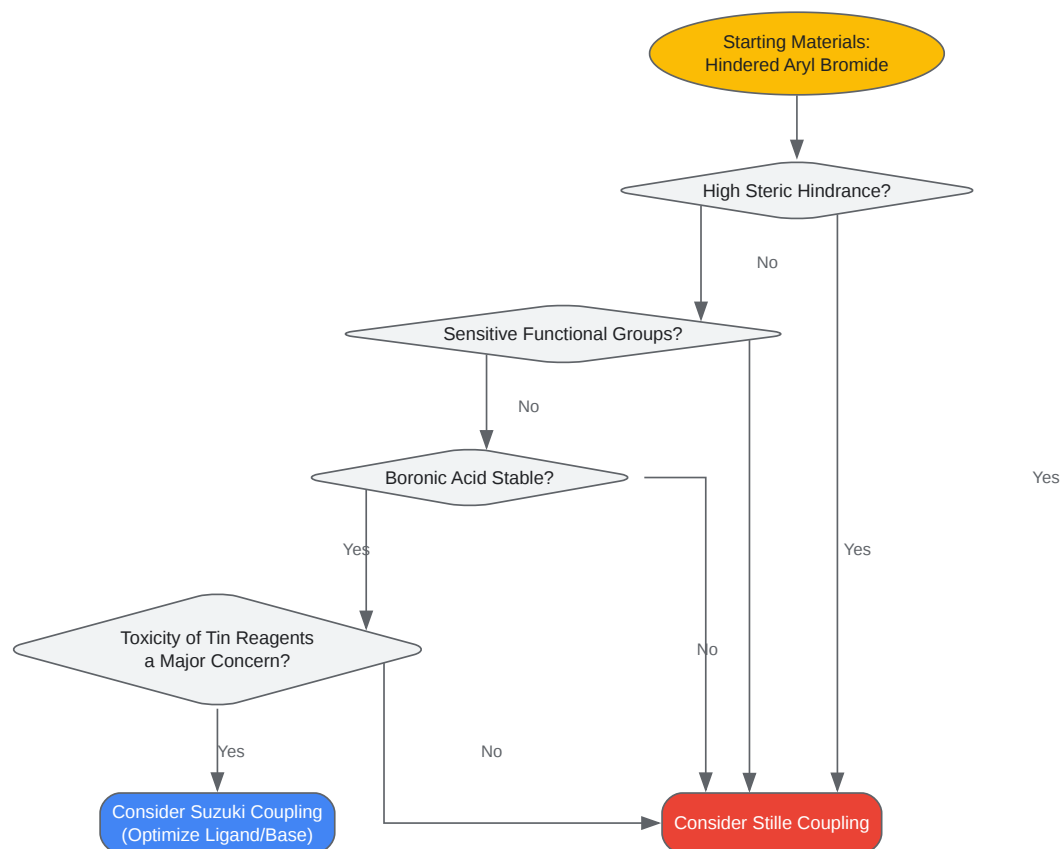 Starting Materials:
Hindered Aryl Bromide
High Steric Hindrance?
No
Sensitive Functional Groups?
No
Boronic Acid Stable?
Yes
Yes
Yes
Toxicity of Tin Reagents
a Major Concern?
No
Yes
No
Consider Suzuki Coupling
(Optimize Ligand/Base)
Consider Stille Coupling